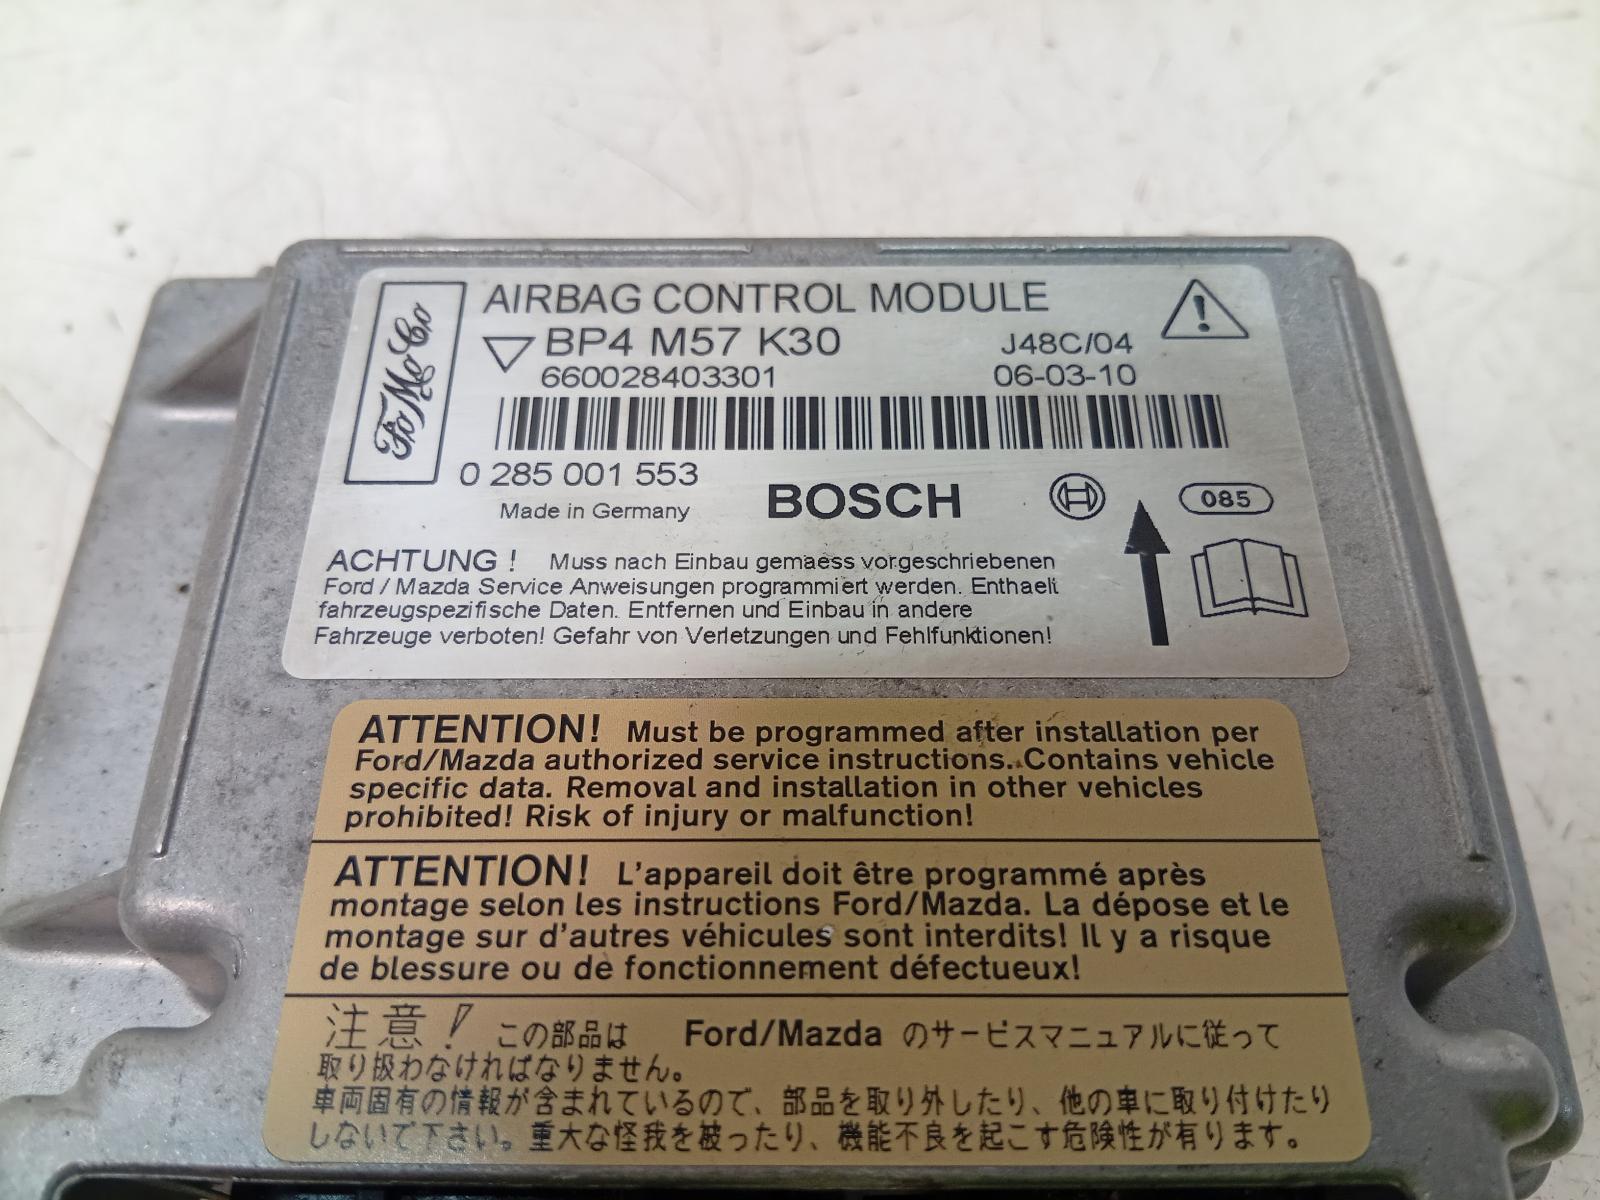 FoMoCo
AIRBAG CONTROL MODULE
BP4 M57 K30
J48C/04
660028403301
06-03-10
0 285 001 553
Made in Germany
BOSCH
085
ACHTUNG ! Muss nach Einbau gemaess vorgeschriebenen
Ford / Mazda Service Anweisungen programmiert werden. Enthaelt
fahrzeugspezifische Daten. Entfernen und Einbau in andere
Fahrzeuge verboten! Gefahr von Verletzungen und Fehlfunktionen!
ATTENTION! Must be programmed after installation per
Ford/Mazda authorized service instructions. Contains vehicle
specific data. Removal and installation in other vehicles
prohibited! Risk of injury or malfunction!
ATTENTION! L'appareil doit être programmé après
montage selon les instructions Ford/Mazda. La dépose et le
montage sur d'autres véhicules sont interdits! Il y a risque
de blessure ou de fonctionnement défectueux!
注意! この部品は Ford/Mazda のサービスマニュアルに従って
取り扱わなければなりません。
車両固有の情報が含まれているので、部品を取り外したり、他の車に取り付けたり
しないで下さい。重大な怪我を被ったり、機能不良を起こす危険性が有ります。